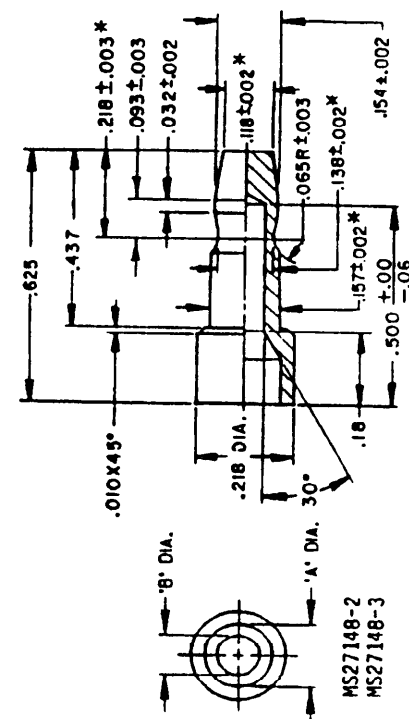 .625
.437
.218±.003*
.093±.003
.032±.002
.010X45°
.118±.002*
.154±.002
.065R±.003
.138±.002*
.157±.002*
.500 ±.00
-.06
.18
.218 DIA.
30°
'B' DIA.
'A' DIA.
MS27148-2
MS27148-3